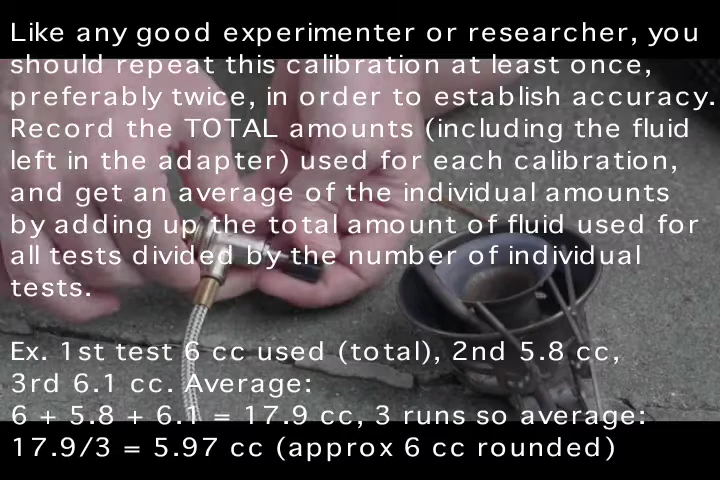 Like any good experimenter or researcher, you
should repeat this calibration at least once,
preferably twice, in order to establish accuracy.
Record the TOTAL amounts (including the fluid
left in the adapter) used for each calibration,
and get an average of the individual amounts
by adding up the total amount of fluid used for
all tests divided by the number of individual
tests.
Ex. 1st test 6 cc used (total), 2nd 5.8 cc,
3rd 6.1 cc. Average:
6 + 5.8 + 6.1 = 17.9 cc, 3 runs so average:
17.9/3 = 5.97 cc (approx 6 cc rounded)